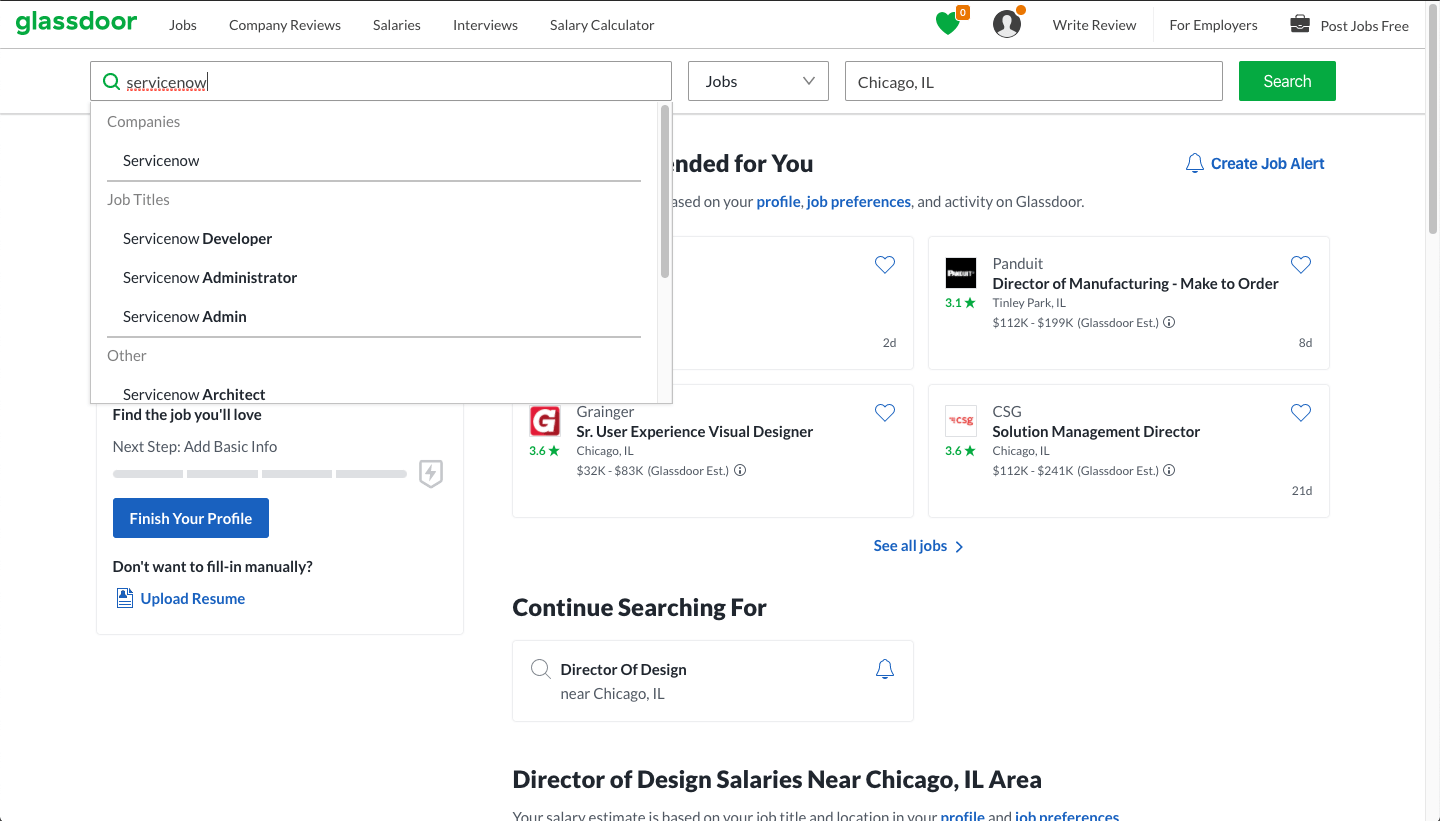 glassdoor
Jobs
Company Reviews
Salaries
Interviews
Salary Calculator
0
Write Review
For Employers
Post Jobs Free
servicenow
Jobs
Chicago, IL
Search
Companies
Servicenow
Job Titles
Servicenow Developer
Servicenow Administrator
Servicenow Admin
Other
Servicenow Architect
Find the job you'll love
Next Step: Add Basic Info
Finish Your Profile
Don't want to fill-in manually?
Upload Resume
for You
Create Job Alert
on your profile, job preferences, and activity on Glassdoor.
2d
PANDUIT
3.1 ★
Panduit
Director of Manufacturing - Make to Order
Tinley Park, IL
$112K - $199K (Glassdoor Est.)
8d
G
3.6 ★
Grainger
Sr. User Experience Visual Designer
Chicago, IL
$32K - $83K (Glassdoor Est.)
csg
3.6 ★
CSG
Solution Management Director
Chicago, IL
$112K - $241K (Glassdoor Est.)
21d
See all jobs
Continue Searching For
Director Of Design
near Chicago, IL
Director of Design Salaries Near Chicago, IL Area
Your salary estimate is based on your job title and location in your profile and job preferences